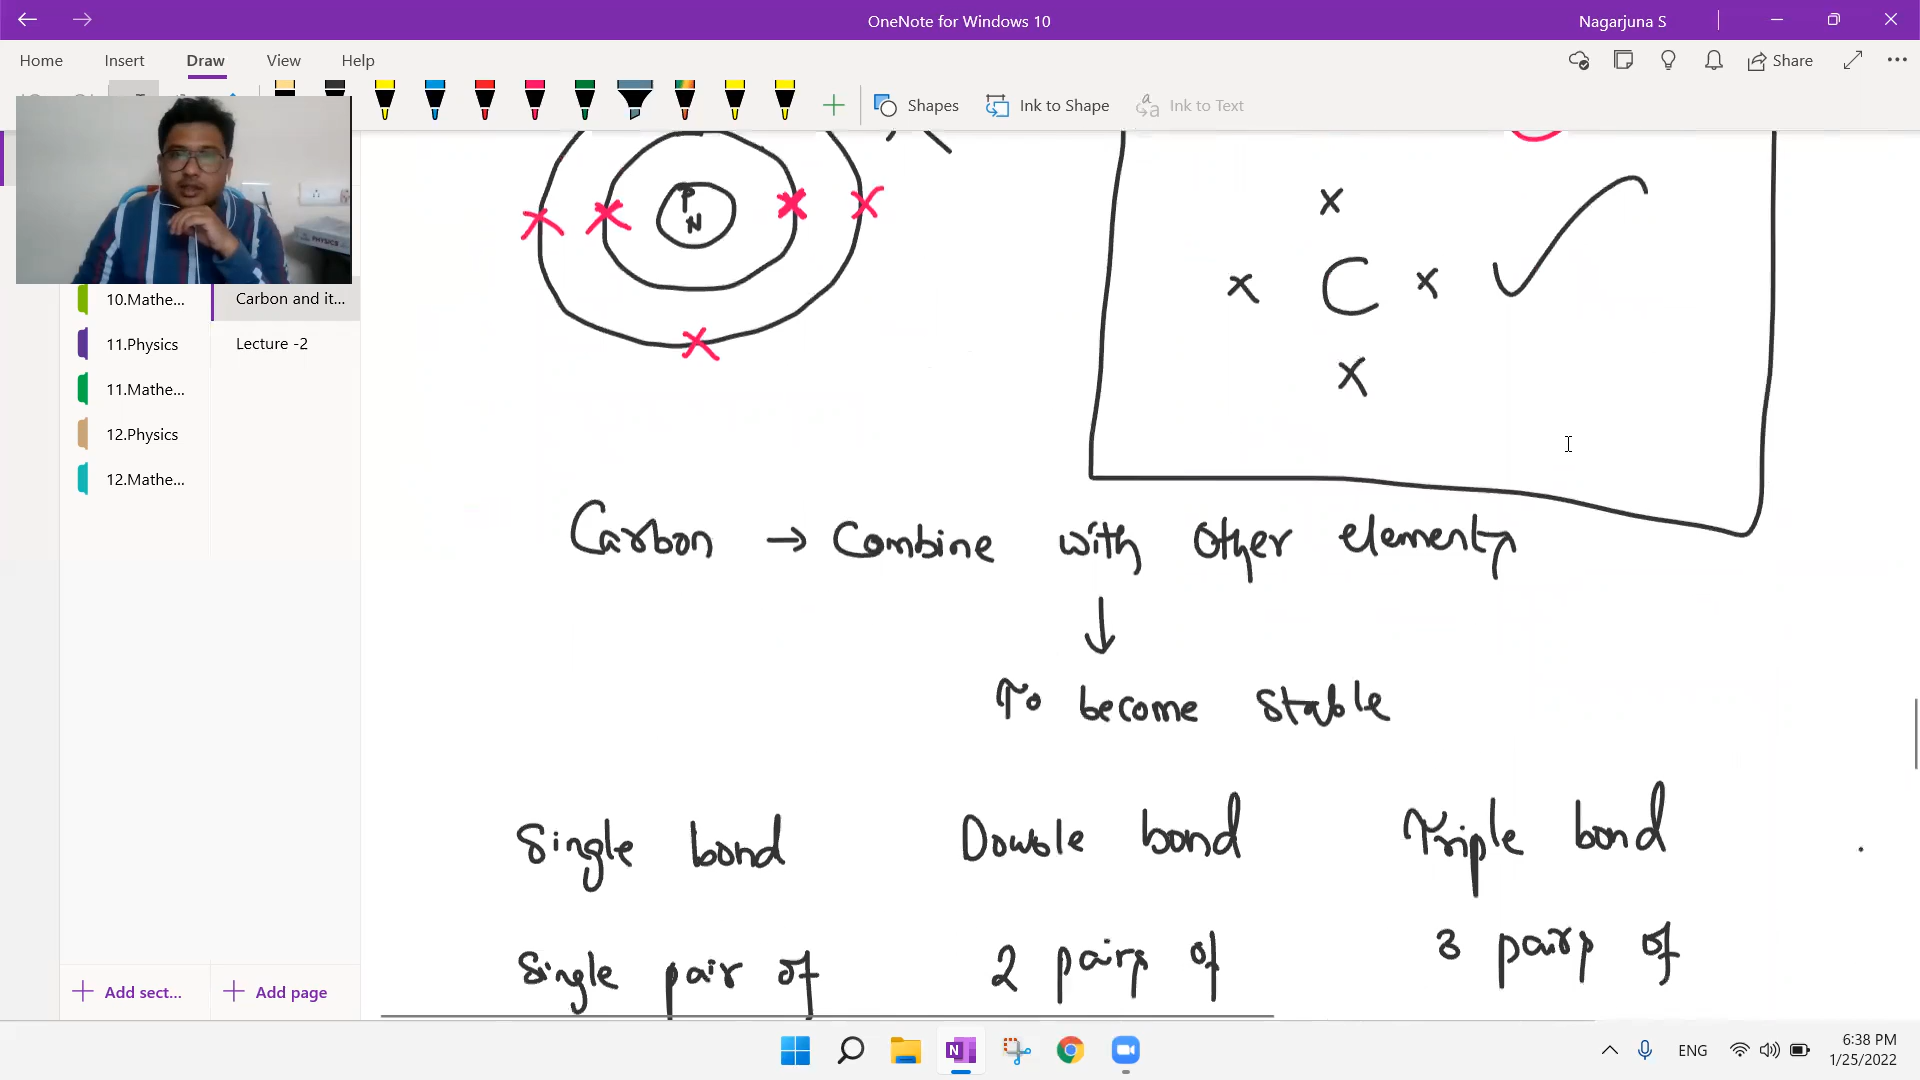 OneNote for Windows 10
Nagarjuna S
Home Insert Draw View Help
Share
Shapes Ink to Shape Ink to Text
PHYSICS
P
N
x
x C x
x
10.Mathe... Carbon and it...
11.Physics Lecture -2
11.Mathe...
12.Physics
12.Mathe...
Carbon → Combine with other elements
↓
To become stable
Single bond Double bond Triple bond
Single pair of 2 pairs of 3 pairs of
Add sect... Add page
ENG
6:38 PM
1/25/2022